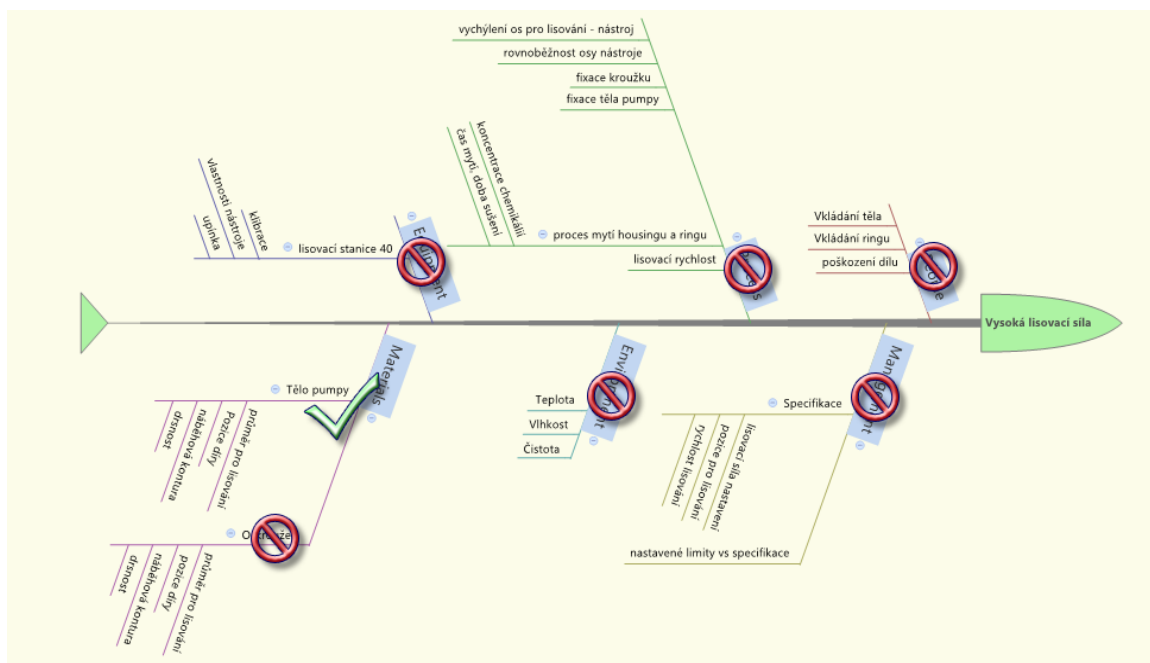 vychýlení os pro lisování - nástroj
rovnoběžnost osy nástroje
fixace kroužku
fixace těla pumpy
koncentrace chemikálií
čas mytí, doba sušení
proces mytí housingu a ringu
lisovací rychlost
vlastnosti nástroje
upínka
klibrace
lisovací stanice 40
Vkládání těla
Vkládání ringu
poškození dílu
Vysoká lisovací síla
Materials
Tělo pumpy
průměr pro lisování
Pozice díry
náběhová kontura
drsnost
průměr pro lisování
pozice díry
náběhová kontura
drsnost
Teplota
Vlhkost
Čistota
Specifikace
lisovací síla nastavení
pozice pro lisování
rychlost lisování
nastavené limity vs specifikace